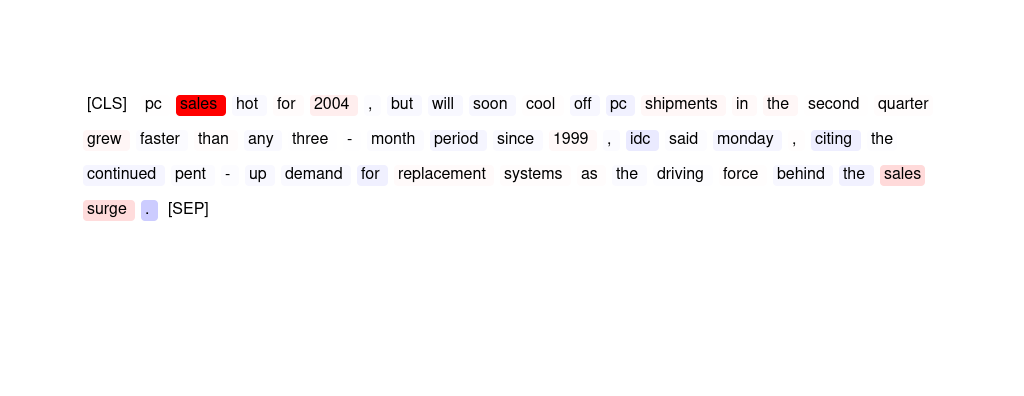 [CLS] pc sales hot for 2004 , but will soon cool off pc shipments in the second quarter
grew faster than any three - month period since 1999 , idc said monday , citing the
continued pent - up demand for replacement systems as the driving force behind the sales
surge . [SEP]